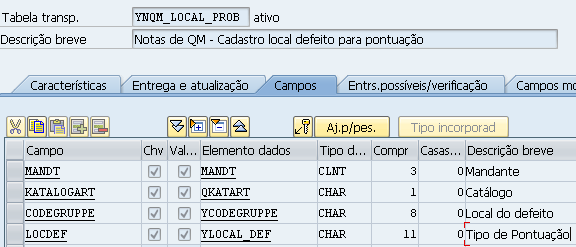 Tabela transp. YNQM_LOCAL_PROB ativo
Descrição breve Notas de QM - Cadastro local defeito para pontuação
Características Entrega e atualização Campos Entrs.possíveis/verificação Campos mo
Aj.p/pes. Tipo incorporad
Campo Chv Val... Elemento dados Tipo d... Compr Casas... Descrição breve
MANDT MANDT CLNT 3 0 Mandante
KATALOGART QKATART CHAR 1 0 Catálogo
CODEGRUPPE YCODEGRUPPE CHAR 8 0 Local do defeito
LOCDEF YLOCAL_DEF CHAR 11 0 Tipo de Pontuação